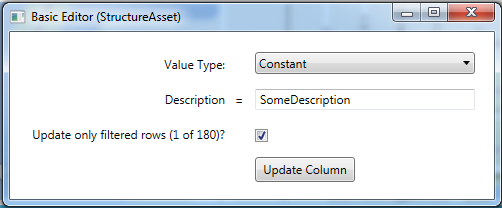 Basic Editor (StructureAsset)
Value Type: Constant
Description = SomeDescription
Update only filtered rows (1 of 180)?
Update Column